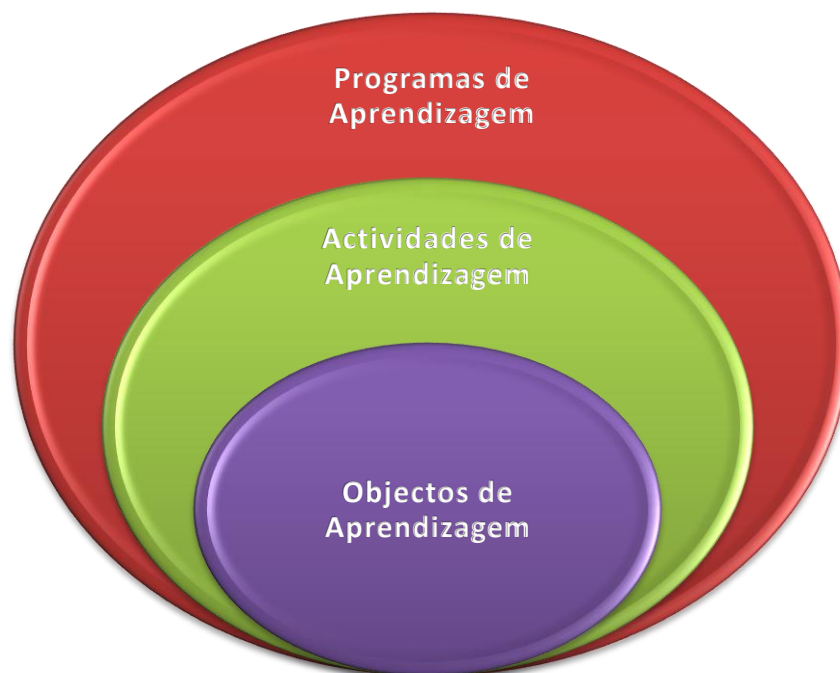 Programas de
Aprendizagem
Actividades de
Aprendizagem
Objectos de
Aprendizagem